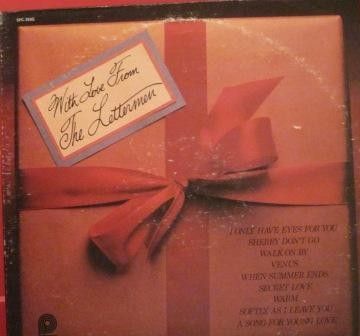 With Love From
The Lettermen
I ONLY HAVE EYES FOR YOU
SHERRY DON'T GO
WALK ON BY
VENUS
WHEN SUMMER ENDS
SECRET LOVE
WARM
SOFTLY AS I LEAVE YOU
A SONG FOR YOUNG LOVE